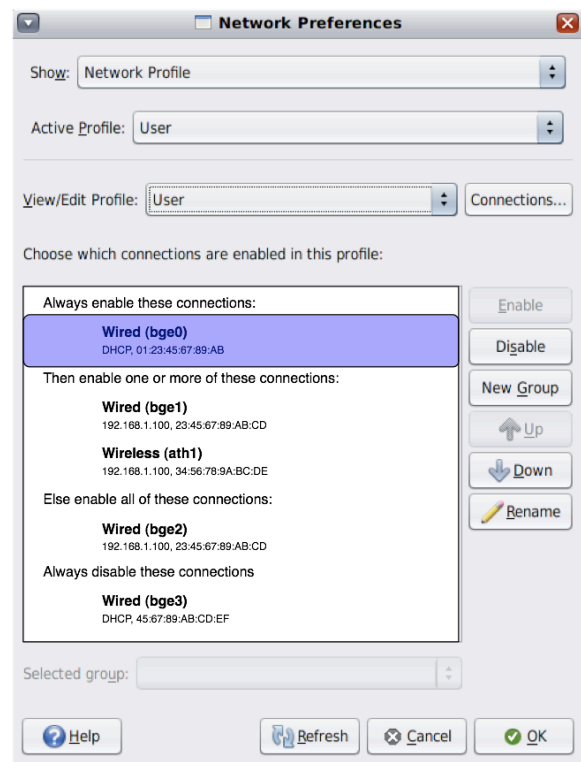 Network Preferences
Show: Network Profile
Active Profile: User
View/Edit Profile: User Connections...
Choose which connections are enabled in this profile:
Always enable these connections:
Wired (bge0)
DHCP, 01:23:45:67:89:AB
Then enable one or more of these connections:
Wired (bge1)
192.168.1.100, 23:45:67:89:AB:CD
Wireless (ath1)
192.168.1.100, 34:56:78:9A:BC:DE
Else enable all of these connections:
Wired (bge2)
192.168.1.100, 23:45:67:89:AB:CD
Always disable these connections
Wired (bge3)
DHCP, 45:67:89:AB:CD:EF
Enable
Disable
New Group
Up
Down
Rename
Selected group:
Help Refresh Cancel OK